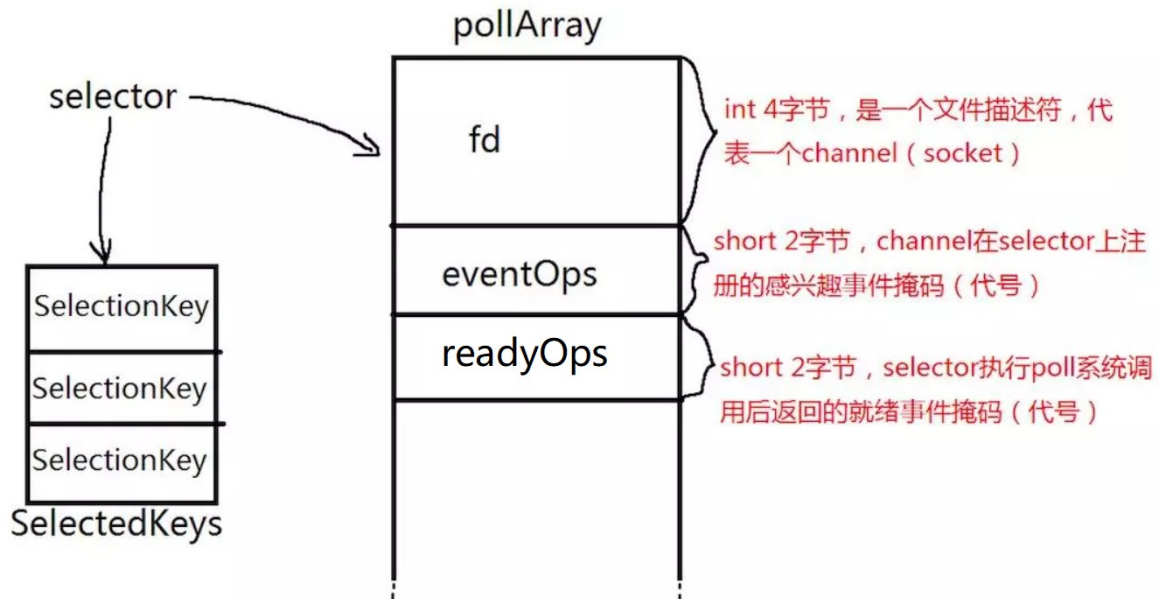 pollArray
selector
fd
int 4字节，是一个文件描述符，代
表一个channel（socket）
eventOps
short 2字节，channel在selector上注
册的感兴趣事件掩码（代号）
readyOps
short 2字节，selector执行poll系统调
用后返回的就绪事件掩码（代号）
SelectionKey
SelectionKey
SelectionKey
SelectedKeys